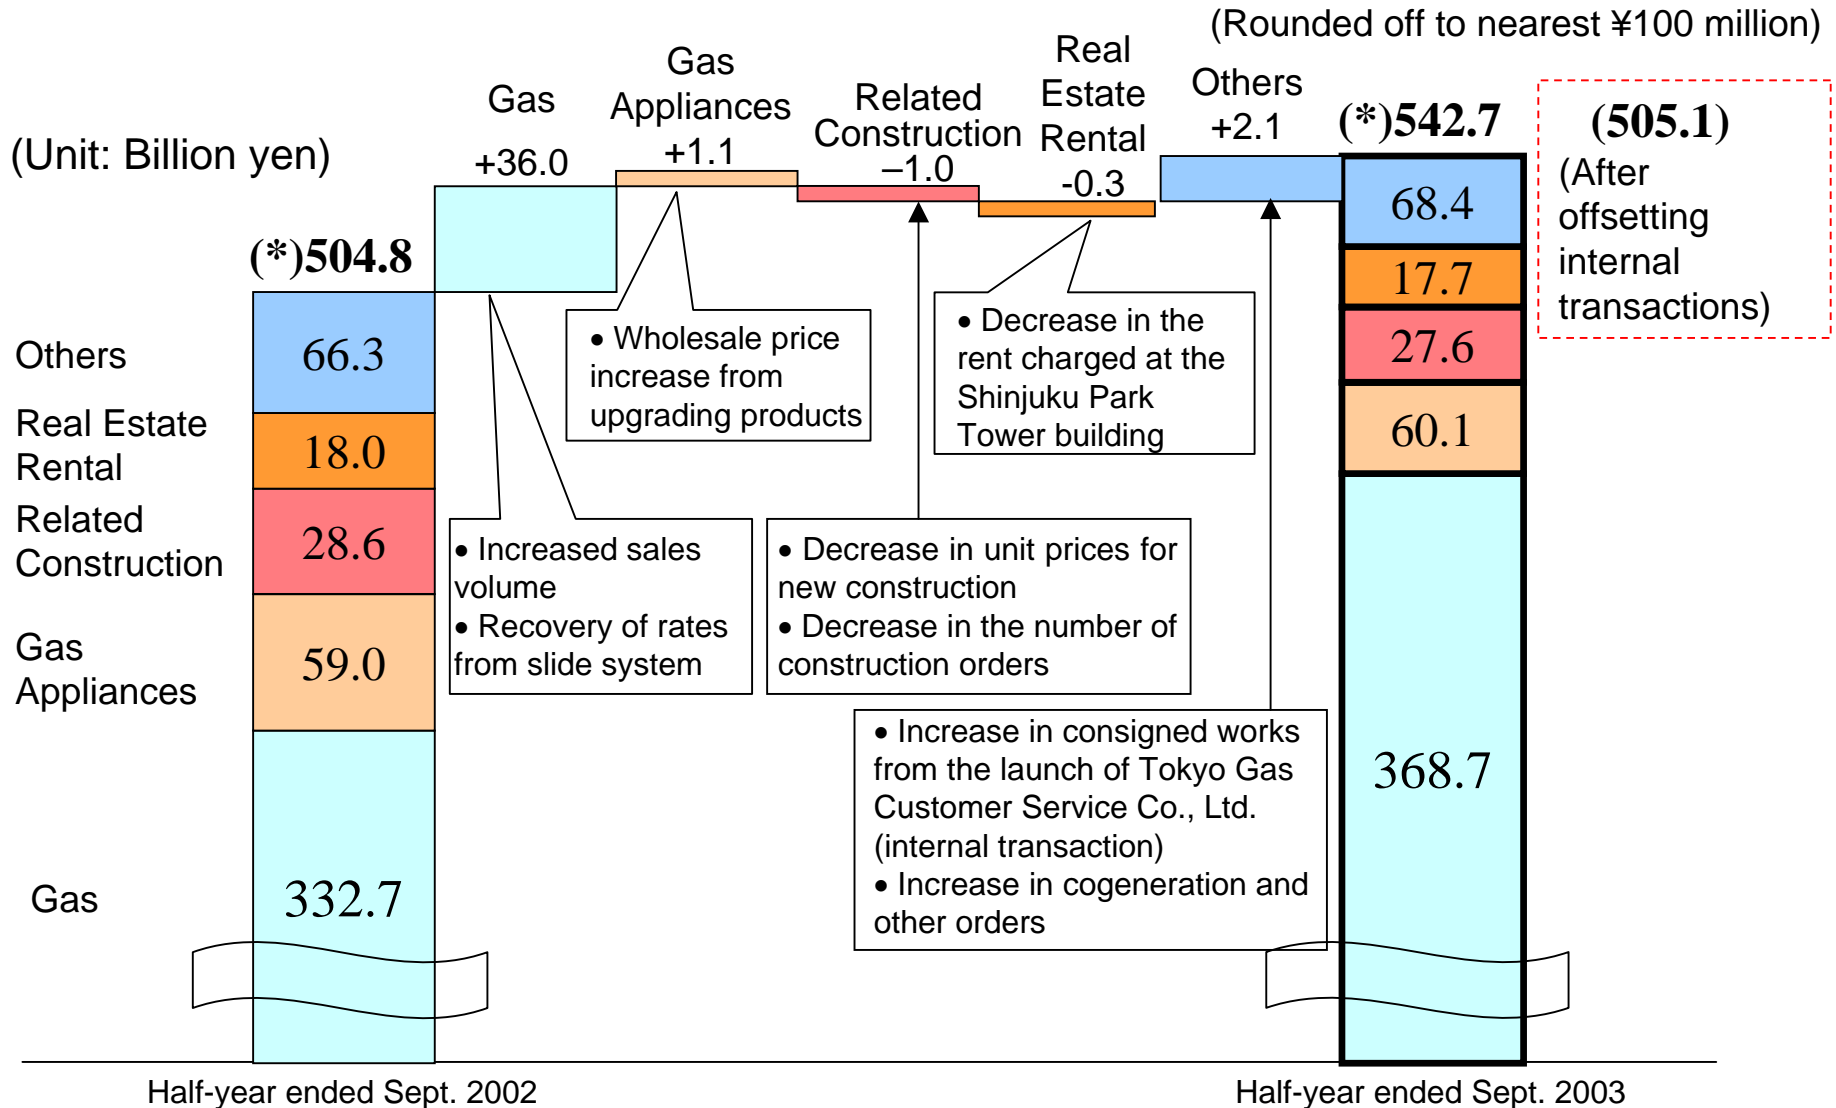 (Rounded off to nearest ¥100 million)
(Unit: Billion yen)
Gas
+36.0
Gas
Appliances
+1.1
Related
Construction
–1.0
Real
Estate
Rental
-0.3
Others
+2.1
(*)542.7
(505.1)
(After
offsetting
internal
transactions)
(*)504.8
Others
66.3
Real Estate
Rental
18.0
Related
Construction
28.6
Gas
Appliances
59.0
Gas
332.7
• Increased sales
volume
• Recovery of rates
from slide system
• Wholesale price
increase from
upgrading products
• Decrease in unit prices for
new construction
• Decrease in the number of
construction orders
• Decrease in the
rent charged at the
Shinjuku Park
Tower building
• Increase in consigned works
from the launch of Tokyo Gas
Customer Service Co., Ltd.
(internal transaction)
• Increase in cogeneration and
other orders
68.4
17.7
27.6
60.1
368.7
Half-year ended Sept. 2002
Half-year ended Sept. 2003